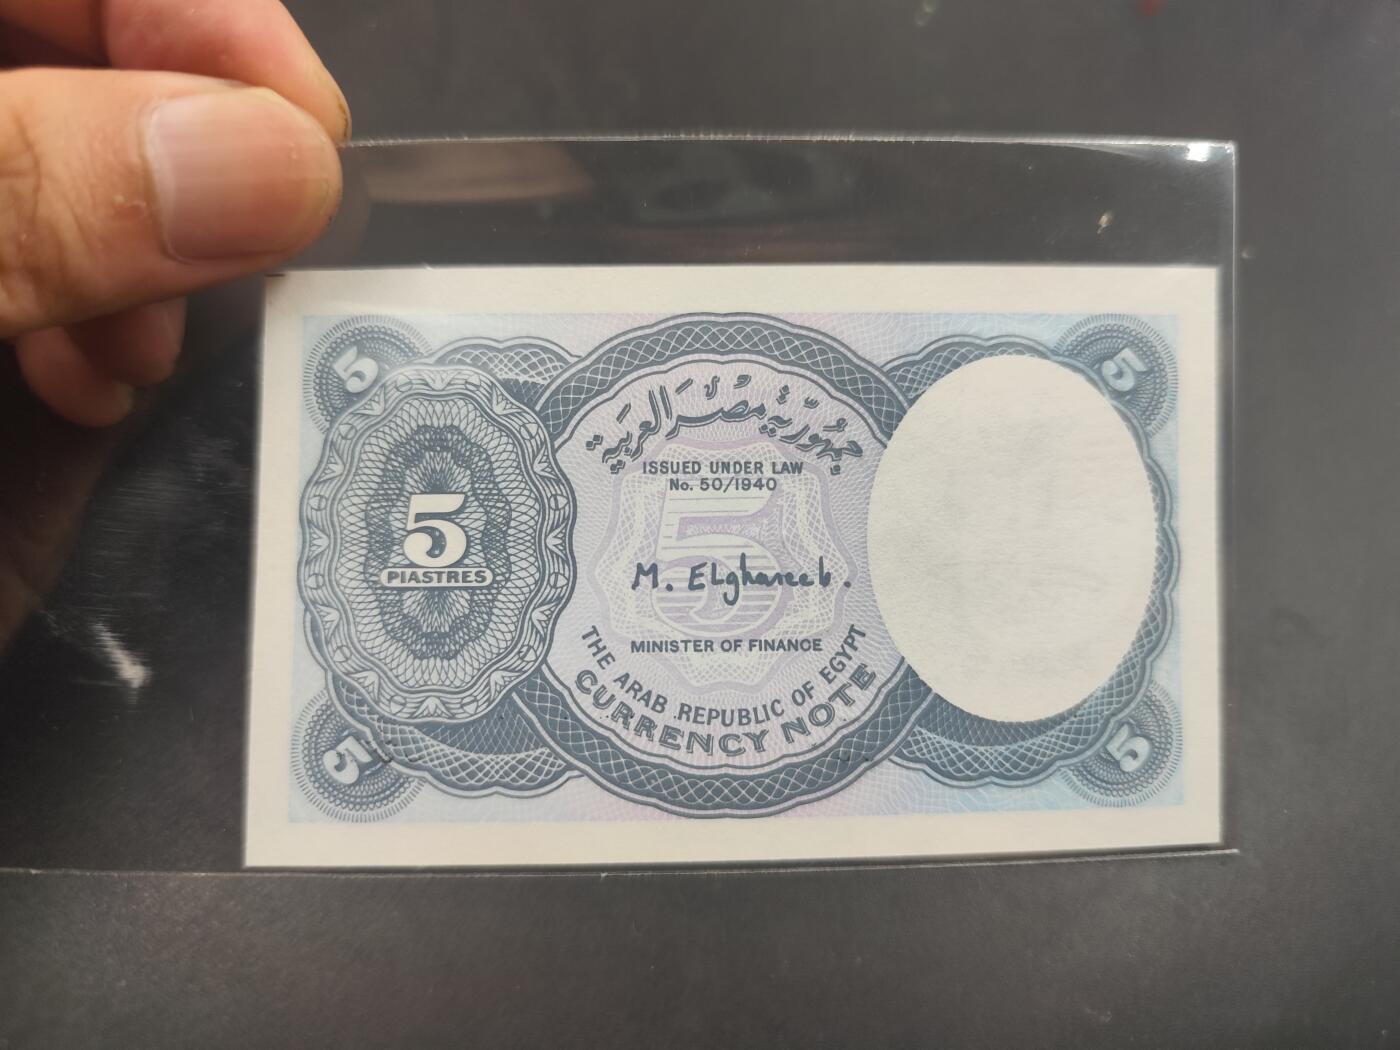 5
5
جمهورية مصر العربية
ISSUED UNDER LAW
No. 50/1940
5
5
PIASTRES
M. Elghareeb.
MINISTER OF FINANCE
THE ARAB REPUBLIC OF EGYPT
CURRENCY NOTE
5
5